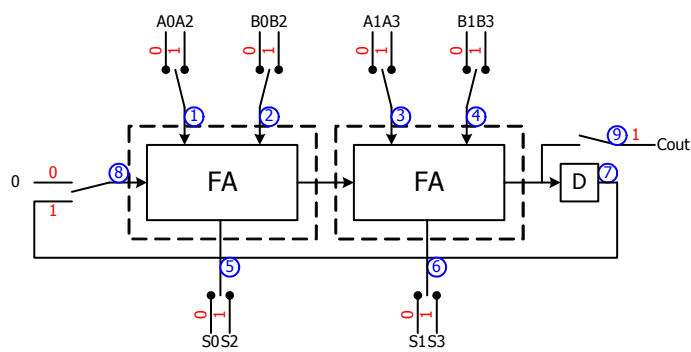 A0A2 B0B2 A1A3 B1B3
0 1 0 1 0 1 0 1
1 2 3 4
9 1 Cout
0 0 8 FA FA D 7
1
5 6
0 1 0 1
S0S2 S1S3